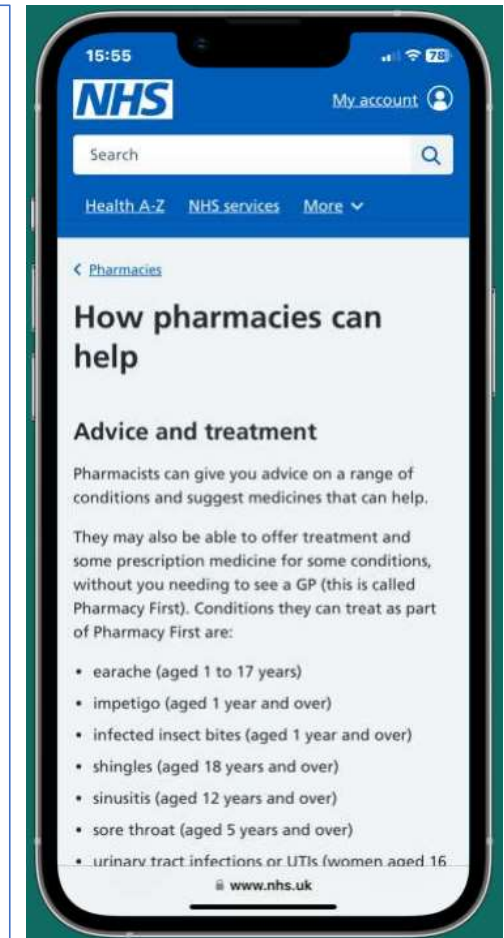 15:55
78
NHS
My account
Search
Health A-Z NHS services More
Pharmacies
How pharmacies can
help
Advice and treatment
Pharmacists can give you advice on a range of
conditions and suggest medicines that can help.
They may also be able to offer treatment and
some prescription medicine for some conditions,
without you needing to see a GP (this is called
Pharmacy First). Conditions they can treat as part
of Pharmacy First are:
• earache (aged 1 to 17 years)
• impetigo (aged 1 year and over)
• infected insect bites (aged 1 year and over)
• shingles (aged 18 years and over)
• sinusitis (aged 12 years and over)
• sore throat (aged 5 years and over)
• urinary tract infections or UTIs (women aged 16
www.nhs.uk